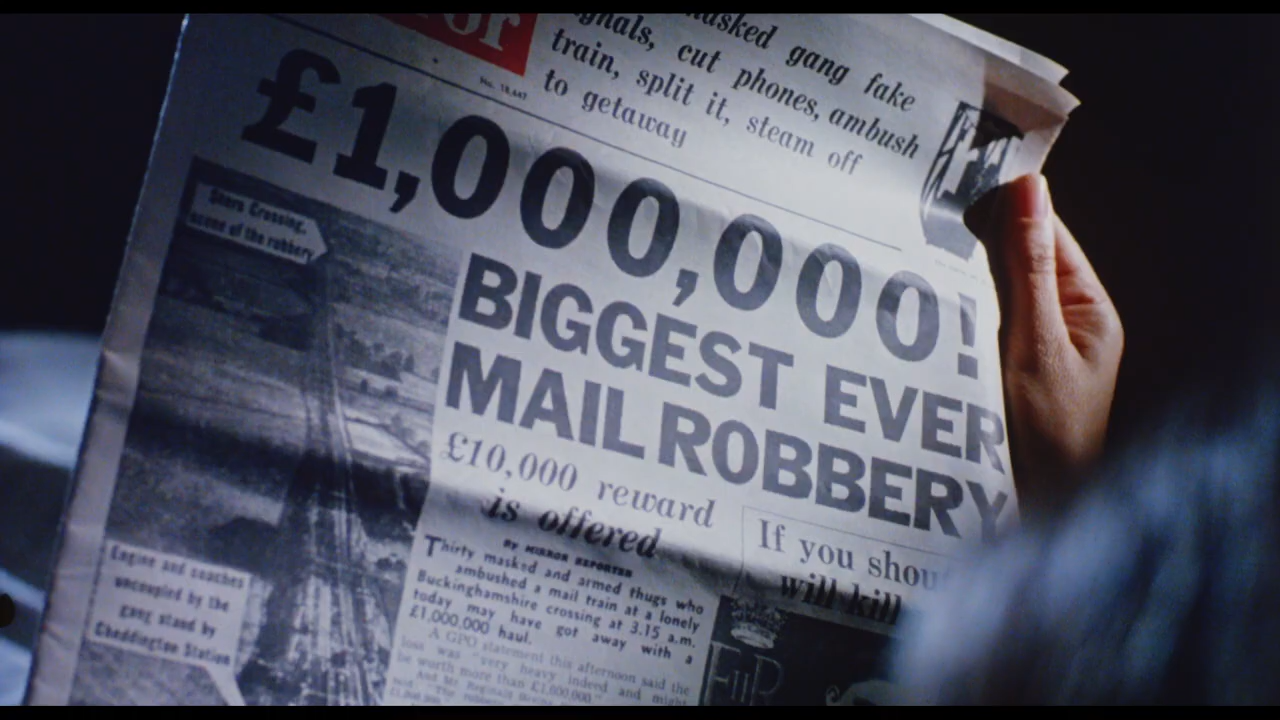 ror
masked gang fake
signals, cut phones, ambush
train, split it, steam off
to getaway
No. 18,647
£1,000,000!
BIGGEST EVER
MAIL ROBBERY
£10,000 reward
is offered
By MIRROR REPORTER
Thirty masked and armed thugs who
ambushed a mail train at a lonely
Buckinghamshire crossing at 3.15 a.m.
today may have got away with a
£1,000,000 haul.
A GPO statement this afternoon said the
loss was "very heavy indeed and might
be worth more than £1,000,000"
If you shou
will kill
Sears Crossing,
scene of the robbery
Engine and coaches
uncoupled by the
gang stand by
Cheddington Station
EIIR